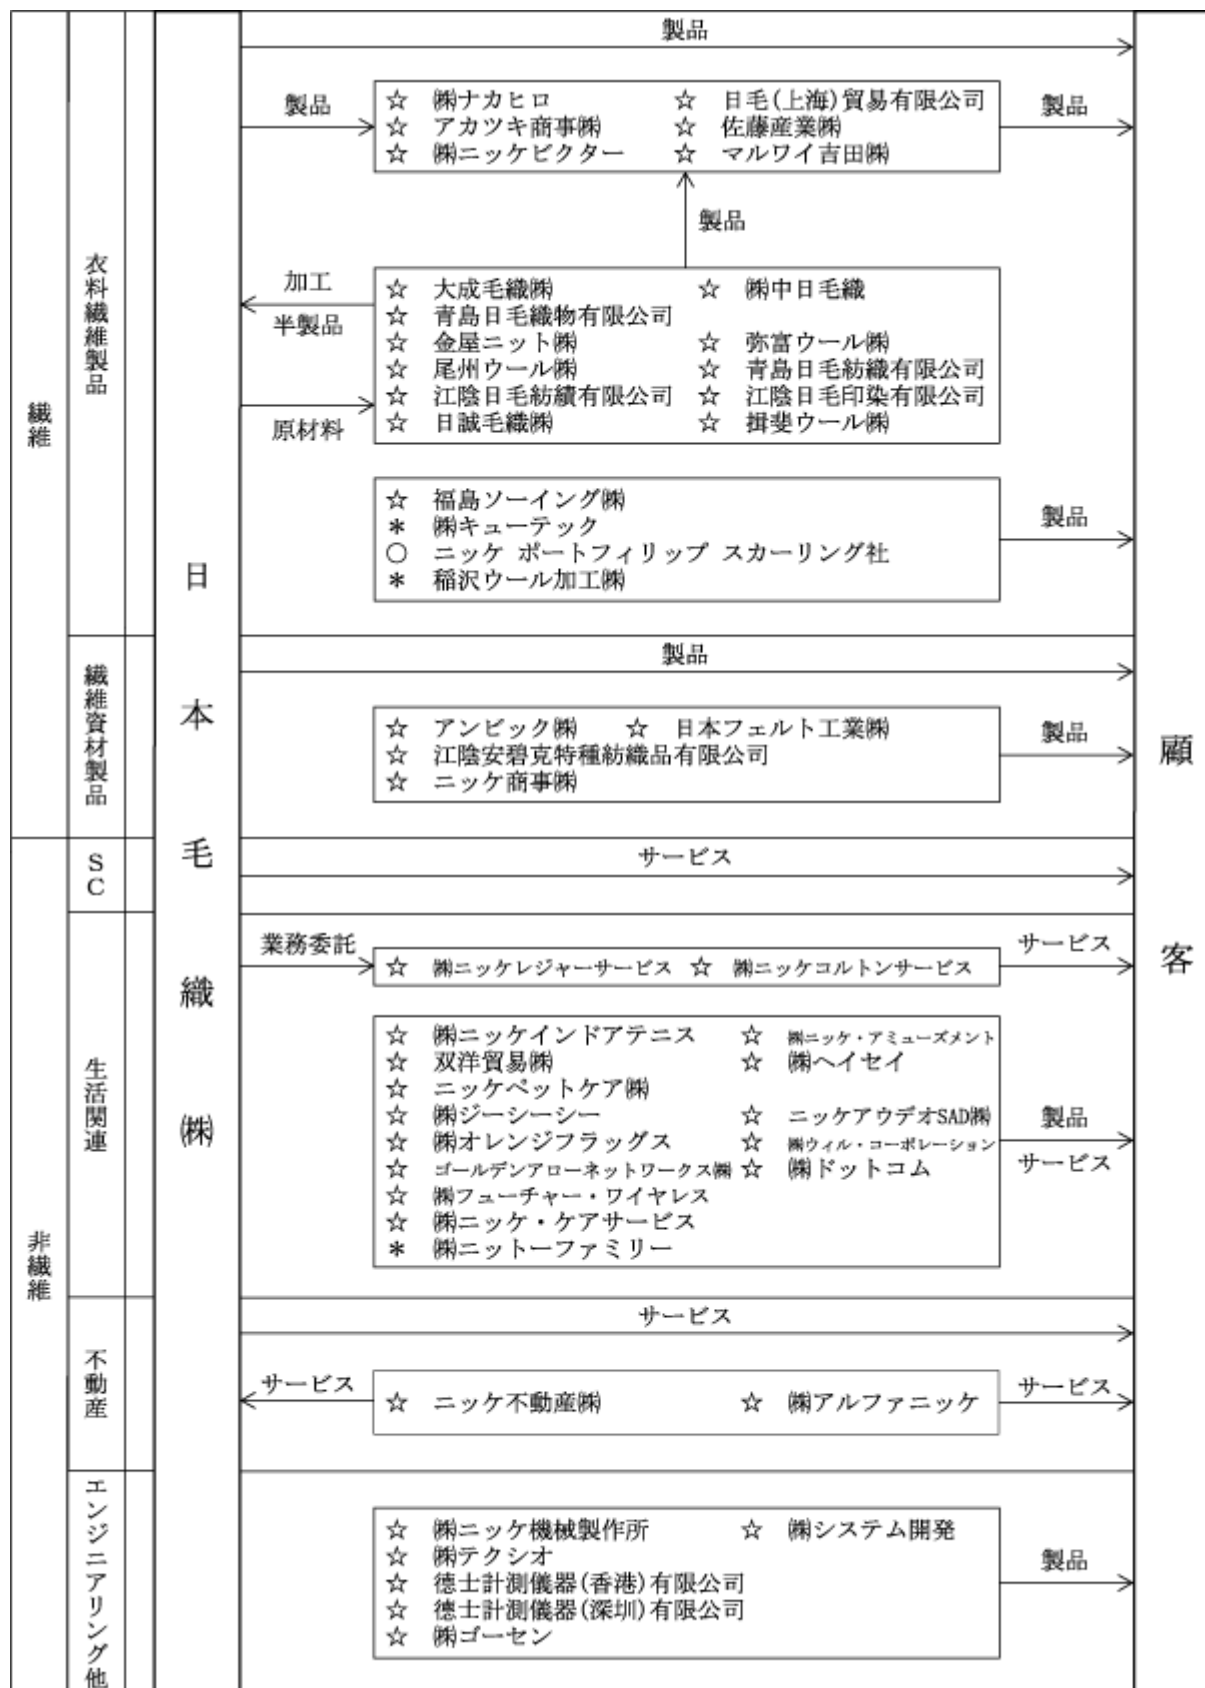 製品
製品
☆ ㈱ナカヒロ ☆ 日毛(上海)貿易有限公司
☆ アカツキ商事㈱ ☆ 佐藤産業㈱
☆ ㈱ニッケビクター ☆ マルワイ吉田㈱
製品
製品
加工
半製品
原材料
☆ 大成毛織㈱ ☆ ㈱中日毛織
☆ 青島日毛織物有限公司
☆ 金屋ニット㈱ ☆ 弥富ウール㈱
☆ 尾州ウール㈱ ☆ 青島日毛紡織有限公司
☆ 江陰日毛紡績有限公司 ☆ 江陰日毛印染有限公司
☆ 日誠毛織㈱ ☆ 揖斐ウール㈱
☆ 福島ソーイング㈱
* ㈱キューテック
○ ニッケ ポートフィリップ スカーリング社
* 稲沢ウール加工㈱
製品
繊維
衣料繊維製品
日本毛織㈱
顧客
繊維資材製品
製品
☆ アンビック㈱ ☆ 日本フェルト工業㈱
☆ 江陰安碧克特種紡織品有限公司
☆ ニッケ商事㈱
製品
非繊維
SC
サービス
生活関連
業務委託
☆ ㈱ニッケレジャーサービス ☆ ㈱ニッケコルトンサービス
サービス
☆ ㈱ニッケインドアテニス ☆ ㈱ニッケ・アミューズメント
☆ 双洋貿易㈱ ☆ ㈱ヘイセイ
☆ ニッケペットケア㈱
☆ ㈱ジーシーシー ☆ ニッケアウデオSAD㈱
☆ ㈱オレンジフラッグス ☆ ㈱ウィル・コーポレーション
☆ ゴールデンアローネットワークス㈱ ☆ ㈱ドットコム
☆ ㈱フューチャー・ワイヤレス
☆ ㈱ニッケ・ケアサービス
* ㈱ニットーファミリー
製品
サービス
不動産
サービス
サービス
☆ ニッケ不動産㈱ ☆ ㈱アルファニッケ
サービス
エンジニアリング他
☆ ㈱ニッケ機械製作所 ☆ ㈱システム開発
☆ ㈱テクシオ
☆ 德士計測儀器(香港)有限公司
☆ 德士計測儀器(深圳)有限公司
☆ ㈱ゴーセン
製品